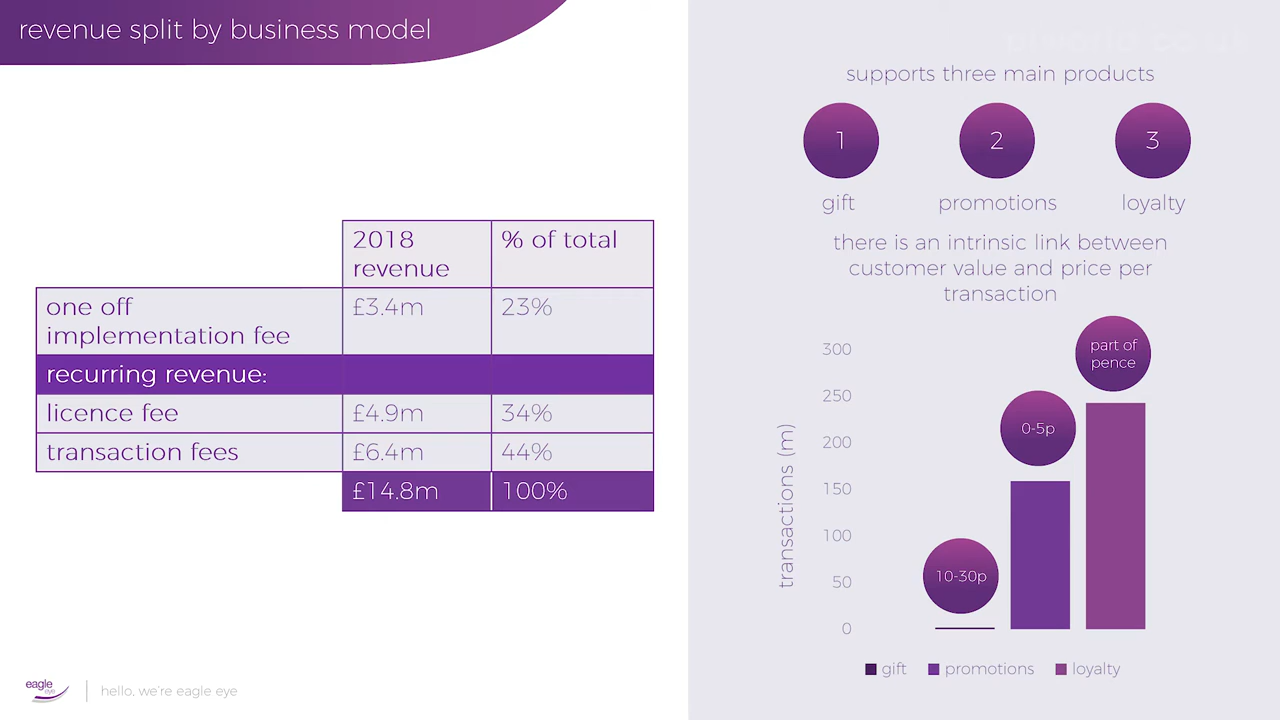 revenue split by business model
2018
revenue
% of total
one off
implementation fee
£3.4m
23%
recurring revenue:
licence fee
£4.9m
34%
transaction fees
£6.4m
44%
£14.8m
100%
eagle
eye
hello, we're eagle eye
supports three main products
1
2
3
gift
promotions
loyalty
there is an intrinsic link between
customer value and price per
transaction
transactions (m)
300
250
200
150
100
50
0
10-30p
0-5p
part of
pence
gift
promotions
loyalty